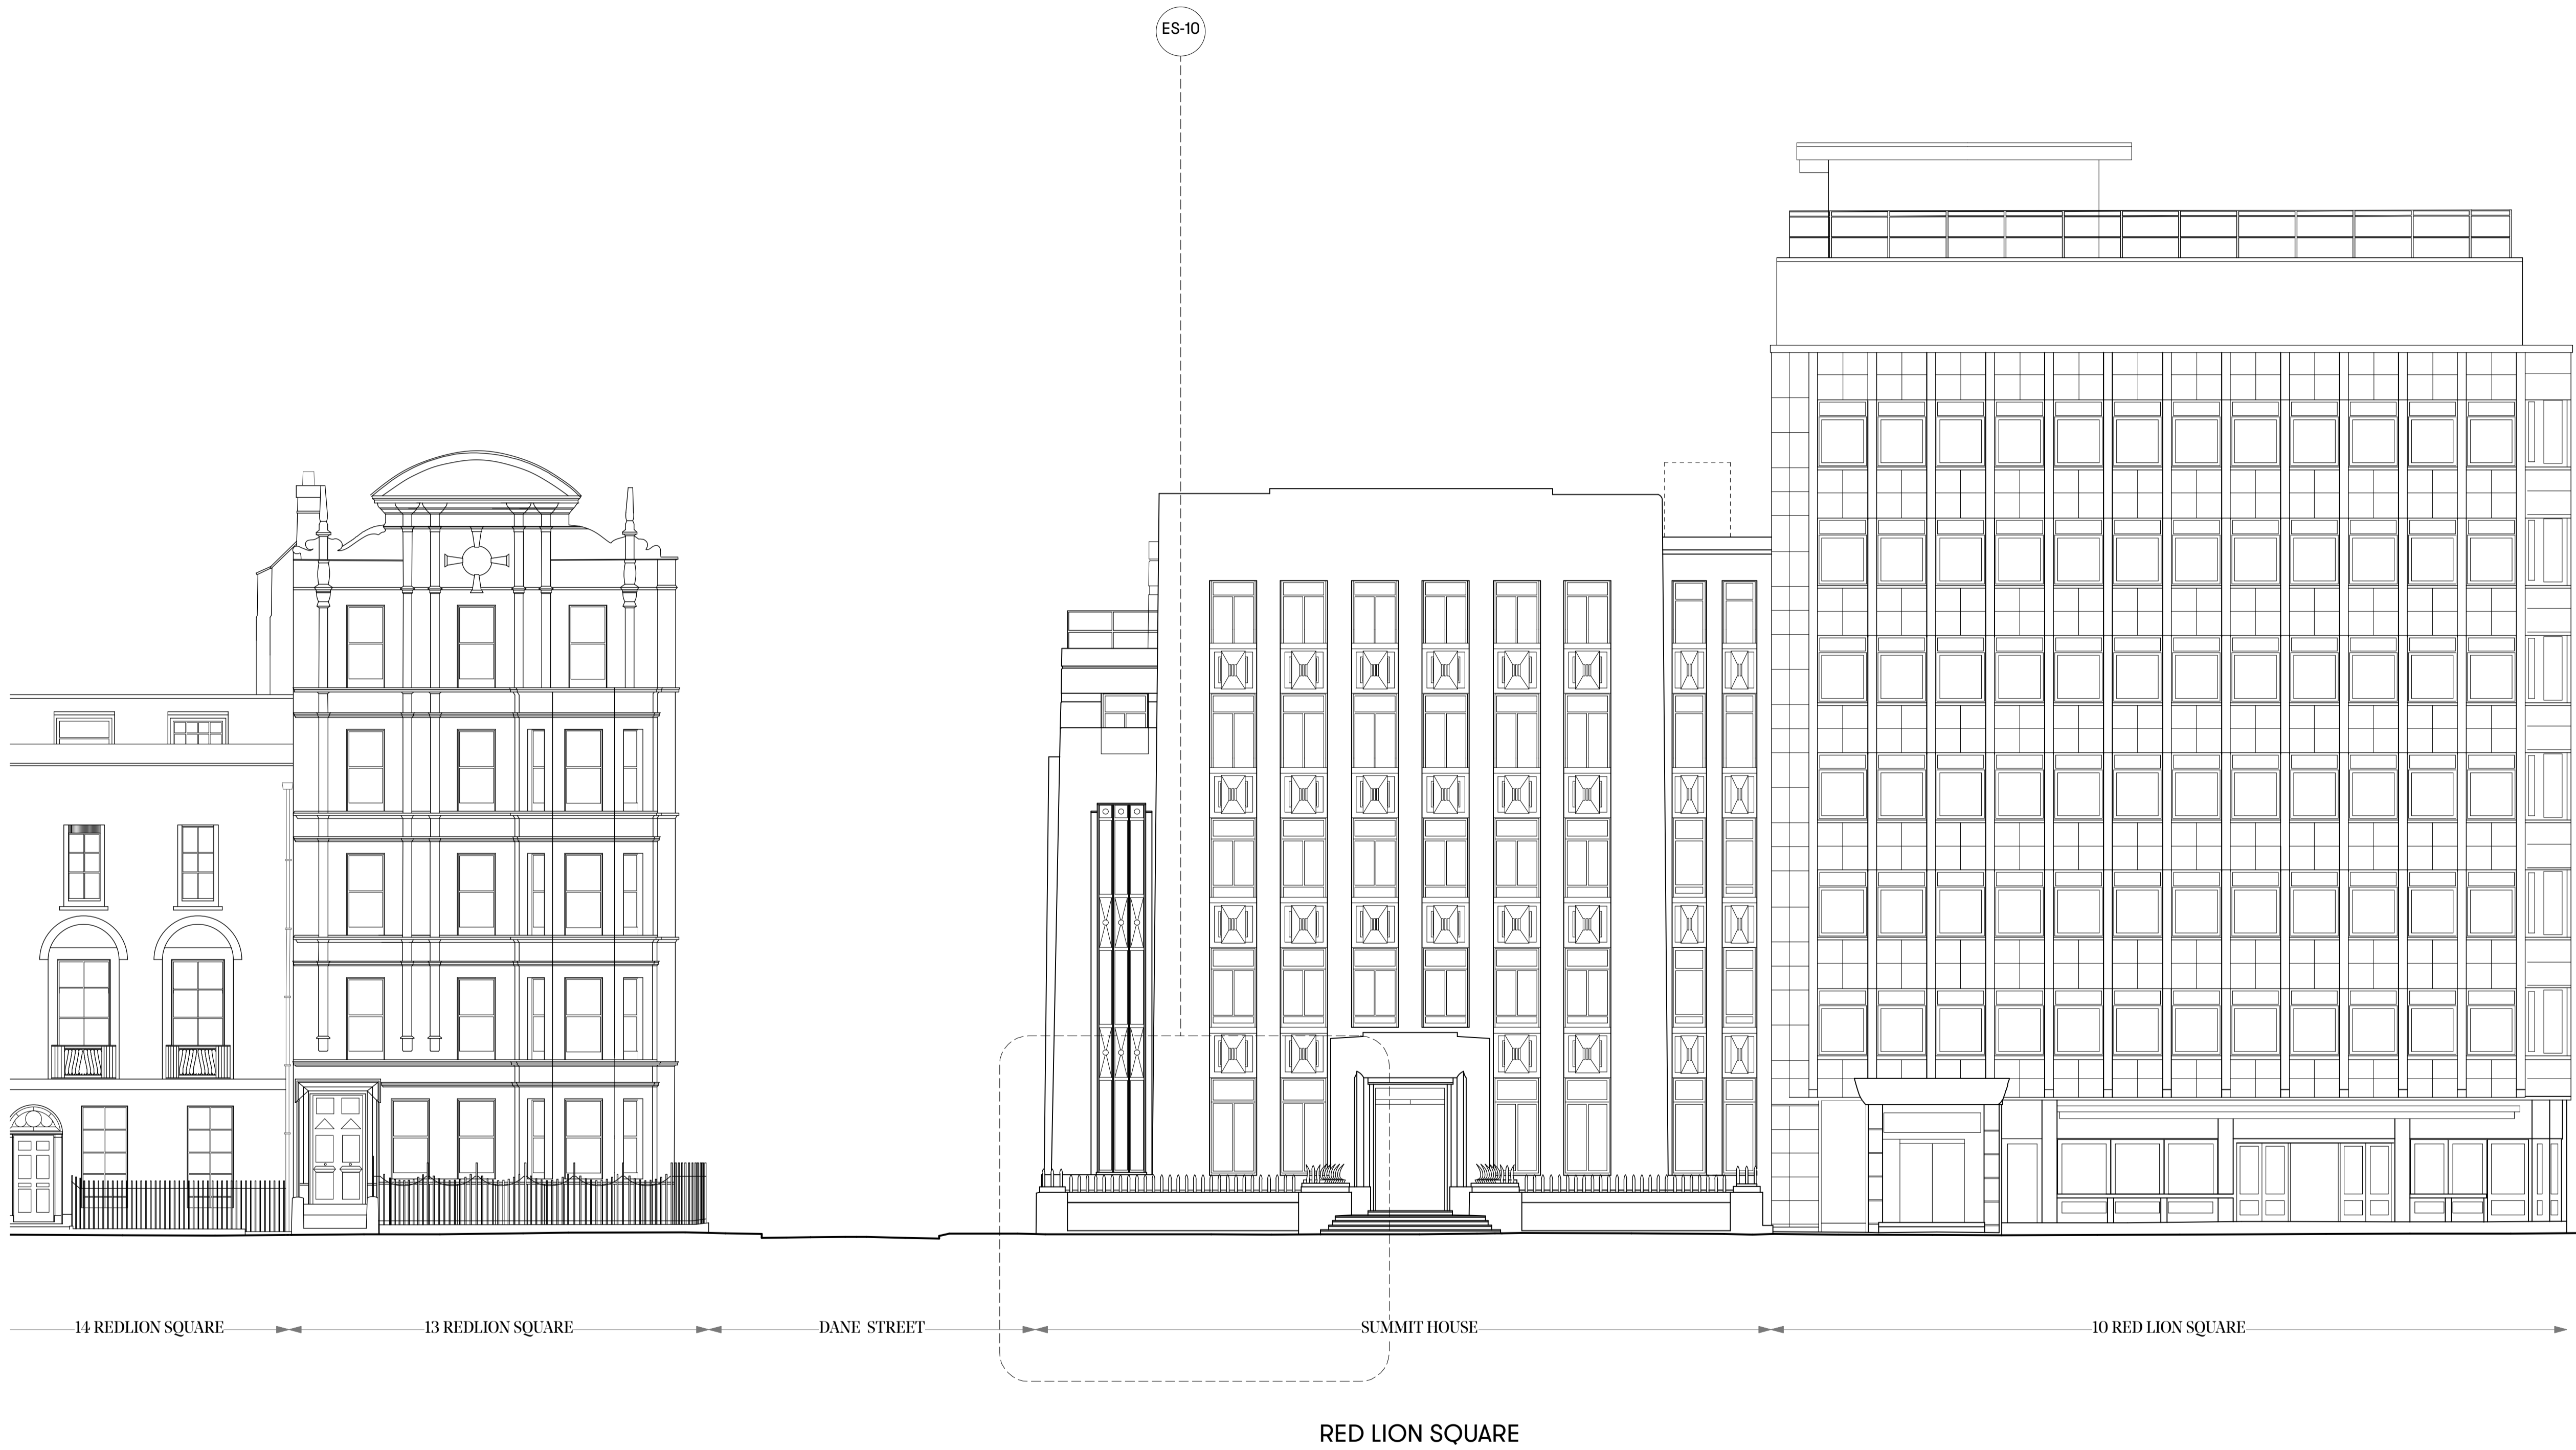 ES-10
14 REDLION SQUARE
13 REDLION SQUARE
DANE STREET
SUMMIT HOUSE
10 RED LION SQUARE
RED LION SQUARE